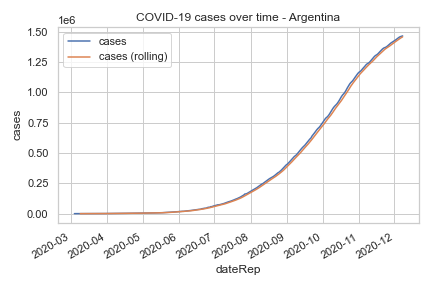 COVID-19 cases over time - Argentina
1e6
cases
cases (rolling)
1.50
1.25
1.00
0.75
0.50
0.25
0.00
cases
2020-03
2020-04
2020-05
2020-06
2020-07
2020-08
2020-09
2020-10
2020-11
2020-12
dateRep